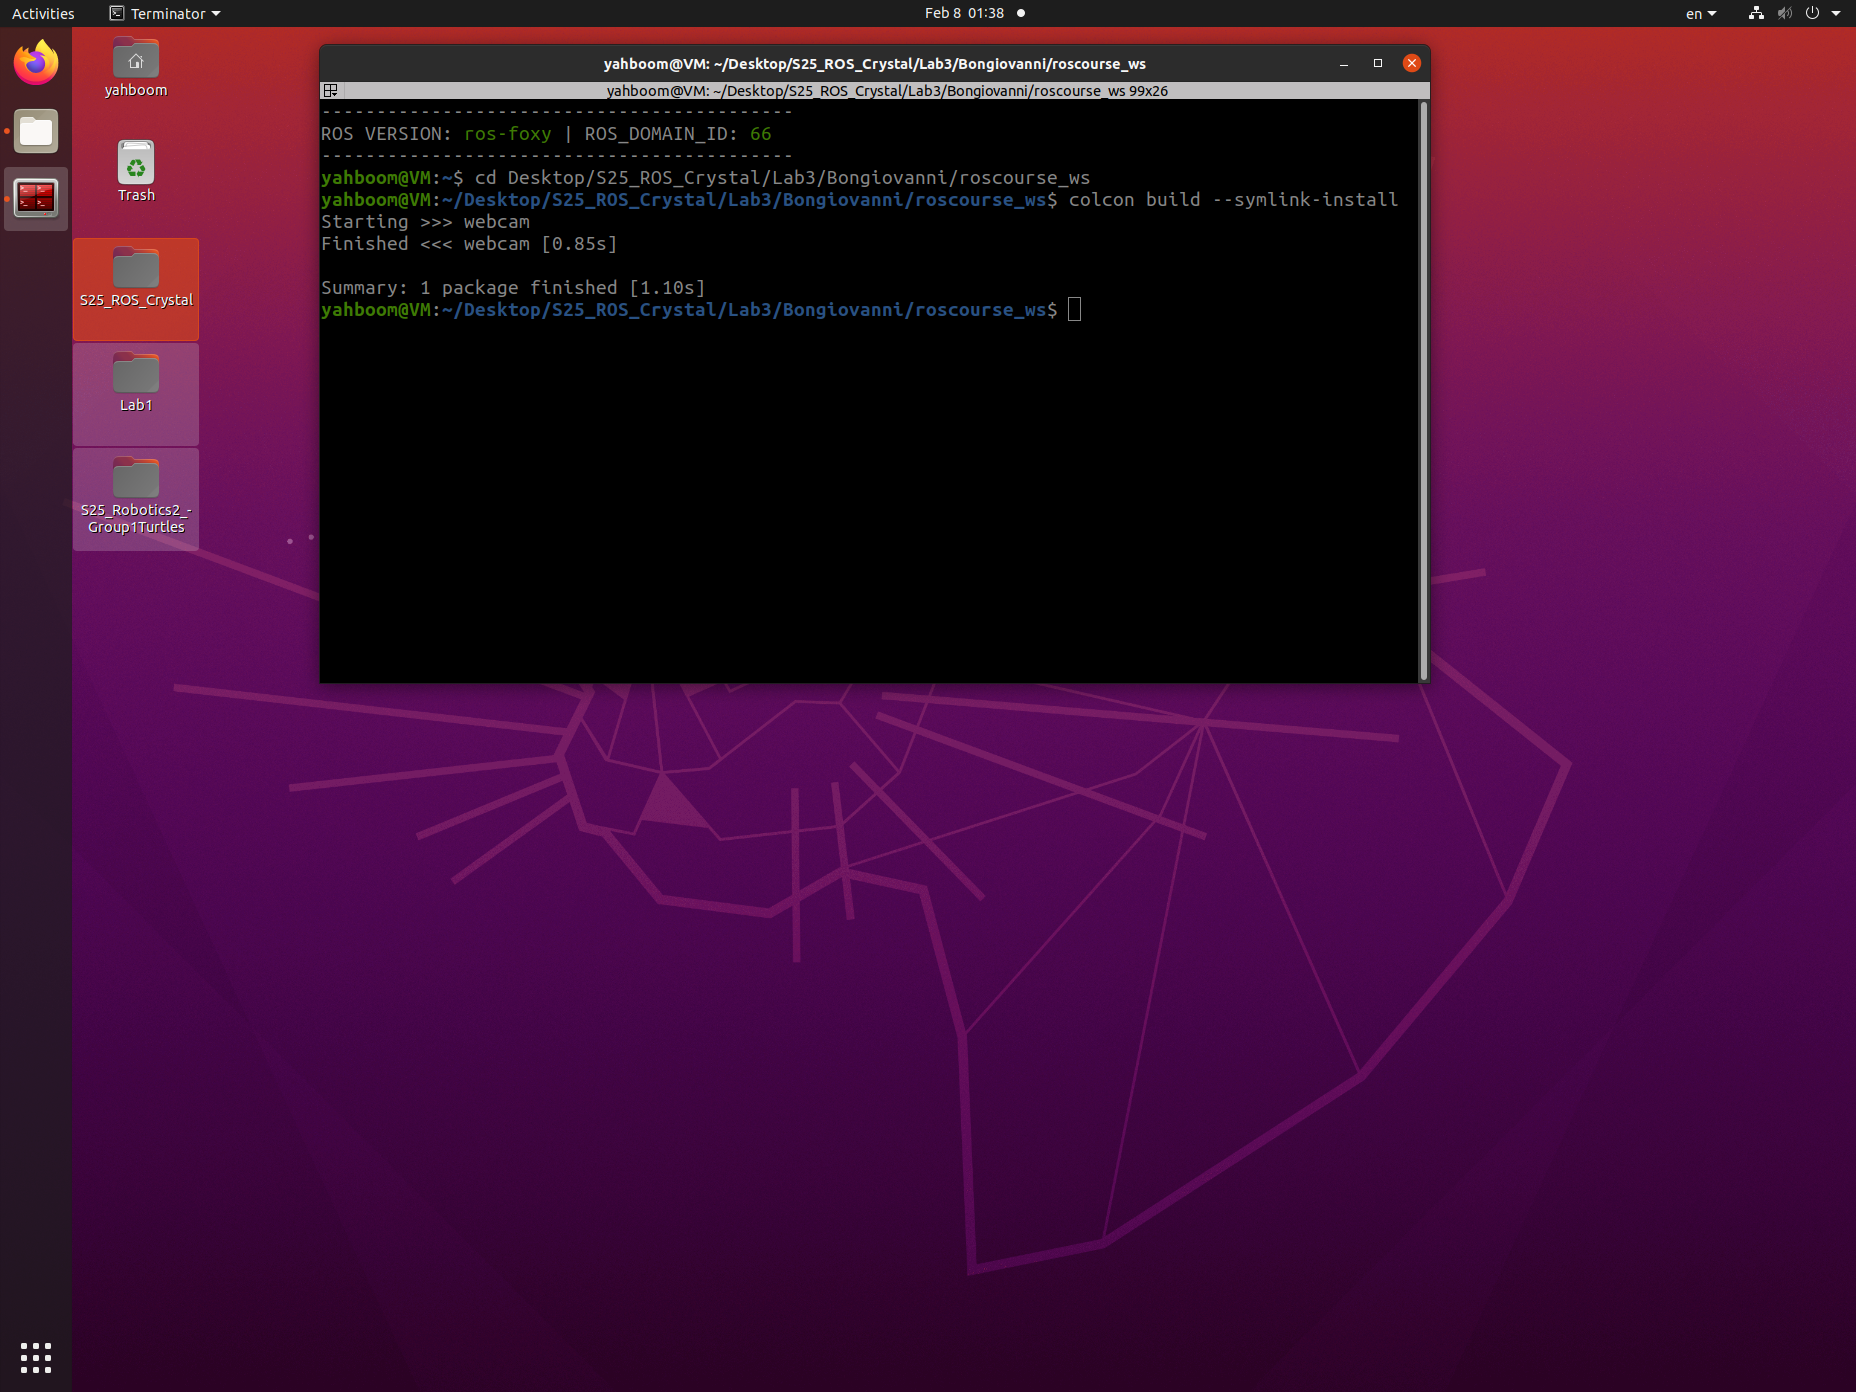 Activities
Terminator
Feb 8 01:38
en
yahboom
Trash
S25_ROS_Crystal
Lab1
S25_Robotics2_-
Group1Turtles
yahboom@VM: ~/Desktop/S25_ROS_Crystal/Lab3/Bongiovanni/roscourse_ws
yahboom@VM: ~/Desktop/S25_ROS_Crystal/Lab3/Bongiovanni/roscourse_ws 99x26
-------------------------------------------
ROS VERSION: ros-foxy | ROS_DOMAIN_ID: 66
-------------------------------------------
yahboom@VM:~$ cd Desktop/S25_ROS_Crystal/Lab3/Bongiovanni/roscourse_ws
yahboom@VM:~/Desktop/S25_ROS_Crystal/Lab3/Bongiovanni/roscourse_ws$ colcon build --symlink-install
Starting >>> webcam
Finished <<< webcam [0.85s]
Summary: 1 package finished [1.10s]
yahboom@VM:~/Desktop/S25_ROS_Crystal/Lab3/Bongiovanni/roscourse_ws$